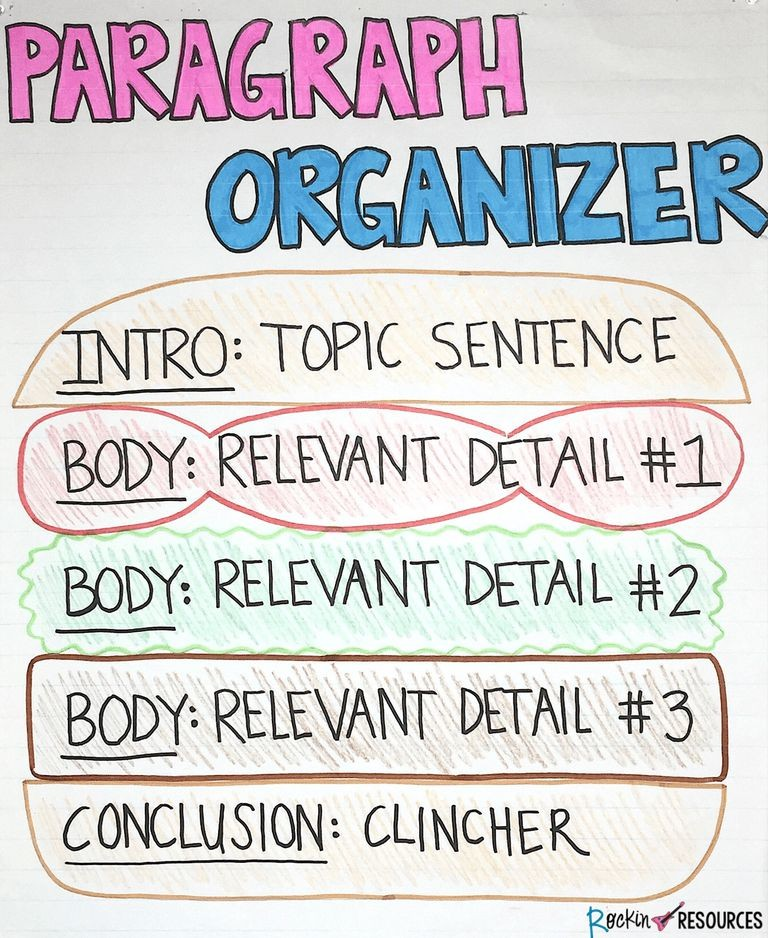 PARAGRAPH
ORGANIZER
INTRO: TOPIC SENTENCE
BODY: RELEVANT DETAIL #1
BODY: RELEVANT DETAIL #2
BODY: RELEVANT DETAIL #3
CONCLUSION: CLINCHER
Rockin RESOURCES